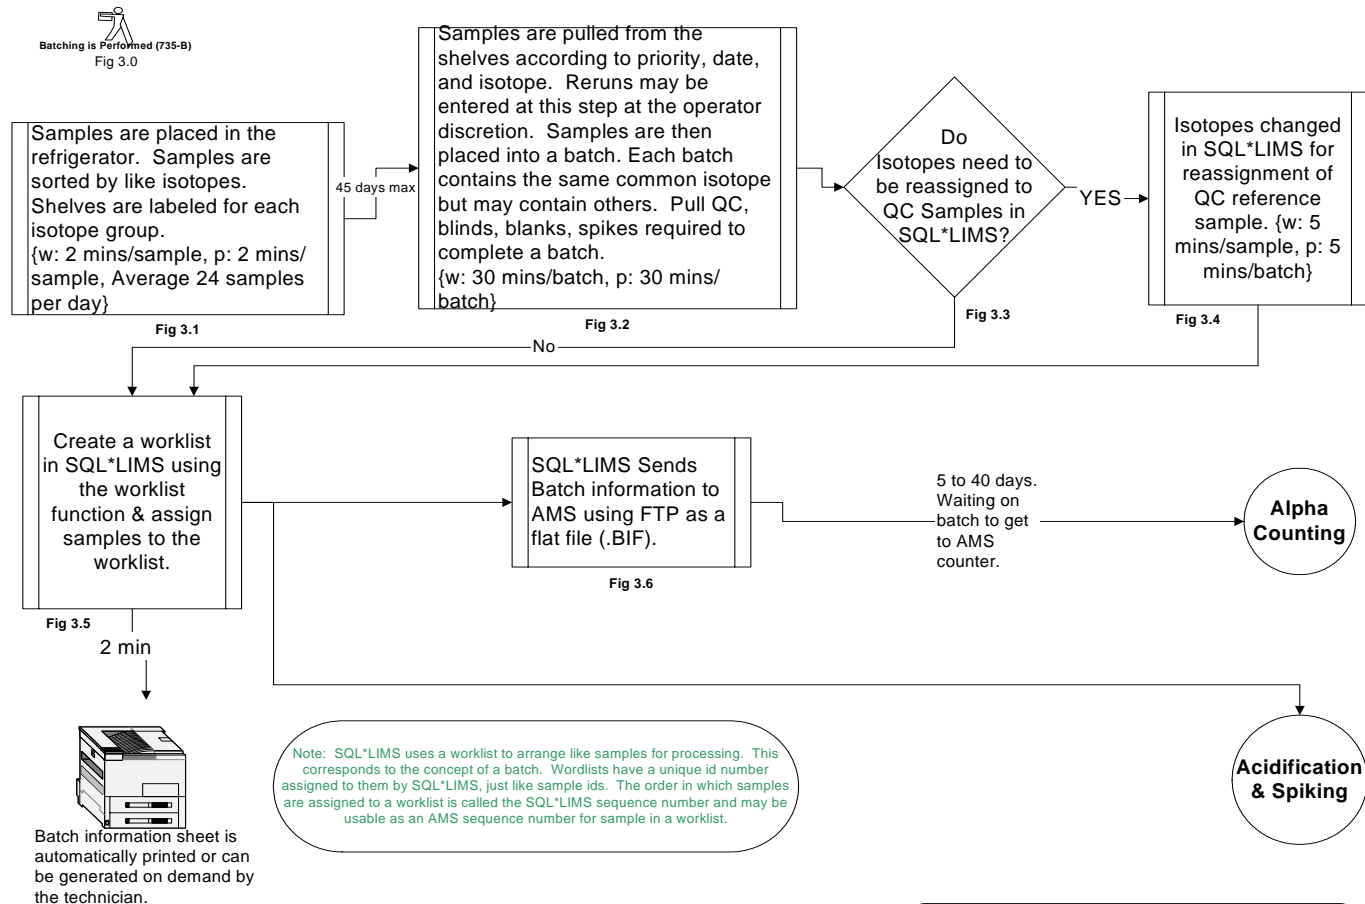 Batching is Performed (735-B)
Fig 3.0
Samples are placed in the
refrigerator.  Samples are
sorted by like isotopes.
Shelves are labeled for each
isotope group.
{w: 2 mins/sample, p: 2 mins/
sample, Average 24 samples
per day}
Fig 3.1
45 days max
Samples are pulled from the
shelves according to priority, date,
and isotope.  Reruns may be
entered at this step at the operator
discretion.  Samples are then
placed into a batch. Each batch
contains the same common isotope
but may contain others.  Pull QC,
blinds, blanks, spikes required to
complete a batch.
{w: 30 mins/batch, p: 30 mins/
batch}
Fig 3.2
Do
Isotopes need to
be reassigned to
QC Samples in
SQL*LIMS?
Fig 3.3
YES
Isotopes changed
in SQL*LIMS for
reassignment of
QC reference
sample. {w: 5
mins/sample, p: 5
mins/batch}
Fig 3.4
No
Create a worklist
in SQL*LIMS using
the worklist
function & assign
samples to the
worklist.
Fig 3.5
2 min
SQL*LIMS Sends
Batch information to
AMS using FTP as a
flat file (.BIF).
Fig 3.6
5 to 40 days.
Waiting on
batch to get
to AMS
counter.
Alpha
Counting
Acidification
& Spiking
Note:  SQL*LIMS uses a worklist to arrange like samples for processing.  This
corresponds to the concept of a batch.  Wordlists have a unique id number
assigned to them by SQL*LIMS, just like sample ids.  The order in which samples
are assigned to a worklist is called the SQL*LIMS sequence number and may be
usable as an AMS sequence number for sample in a worklist.
Batch information sheet is
automatically printed or can
be generated on demand by
the technician.